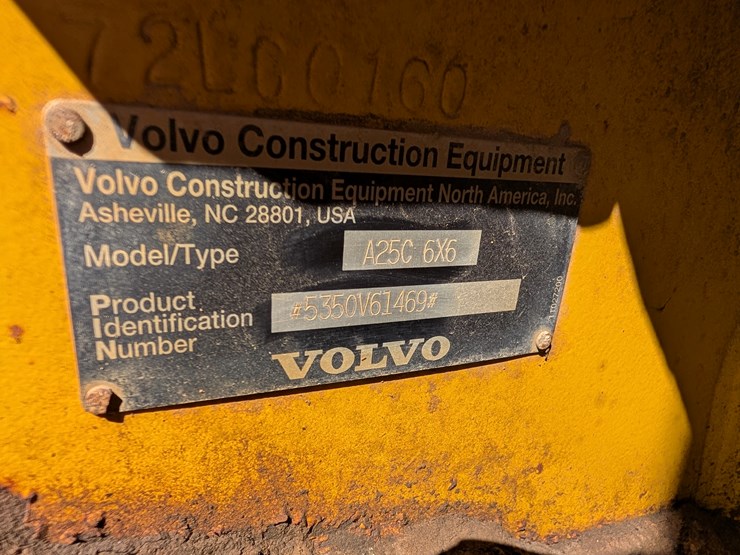 72LC0160
Volvo Construction Equipment
Volvo Construction Equipment North America, Inc.
Asheville, NC 28801, USA
Model/Type A25C 6X6
Product
Identification
Number
*5350V61469*
VOLVO